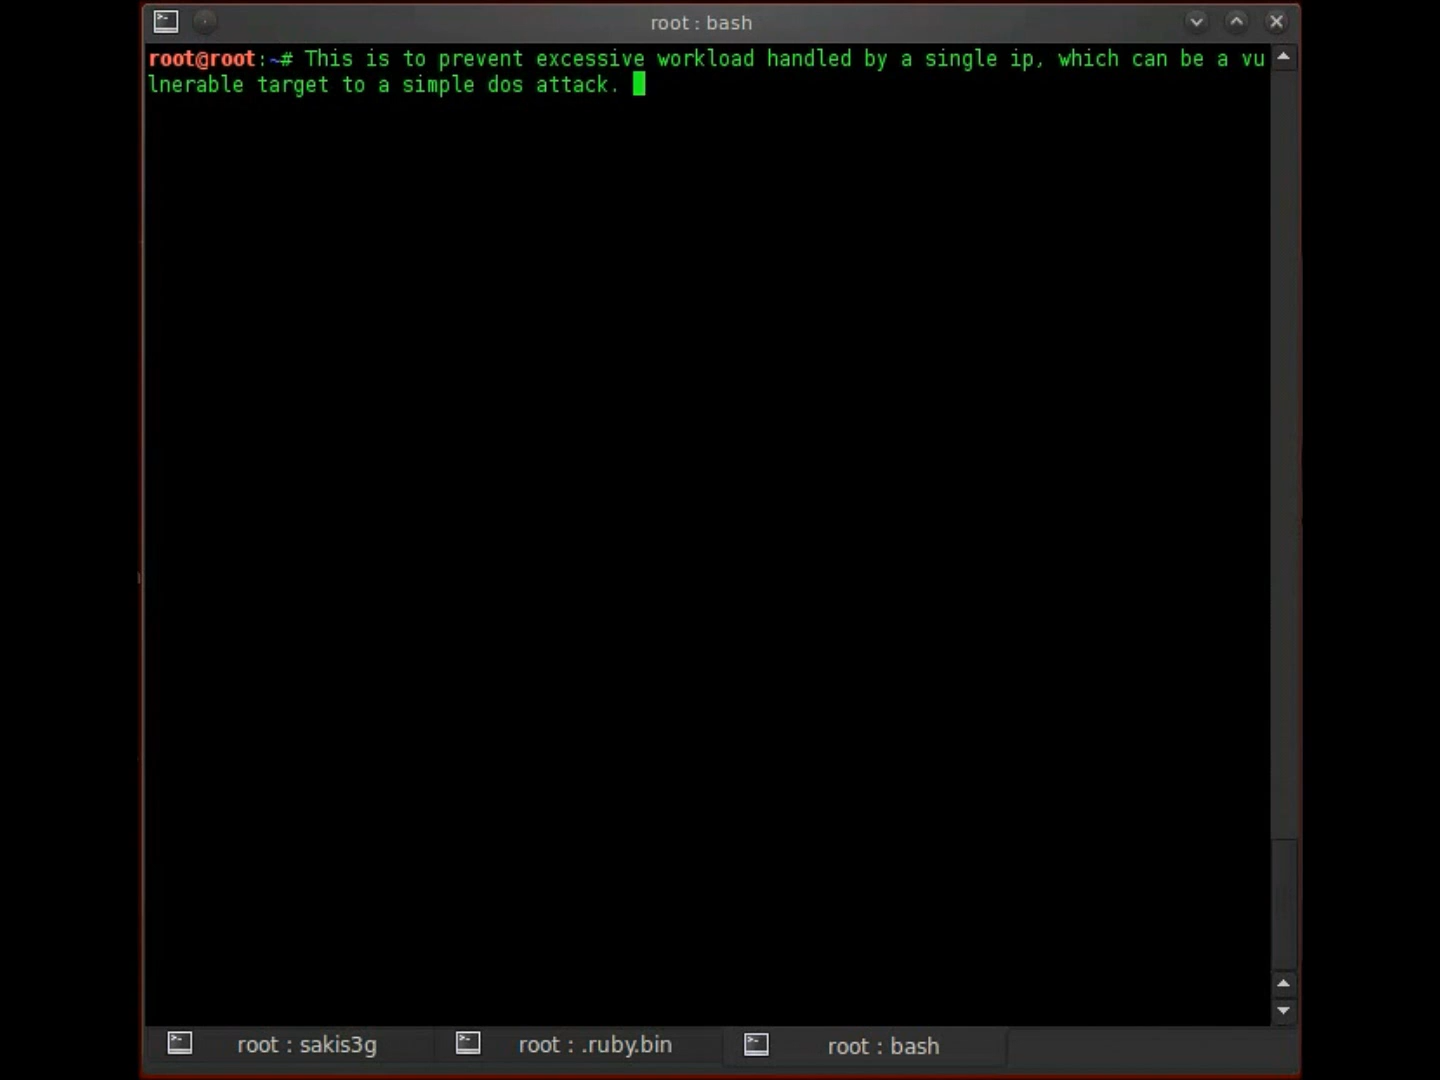 root : bash
root@root:~# This is to prevent excessive workload handled by a single ip, which can be a vu
lnerable target to a simple dos attack.
root : sakis3g
root : .ruby.bin
root : bash